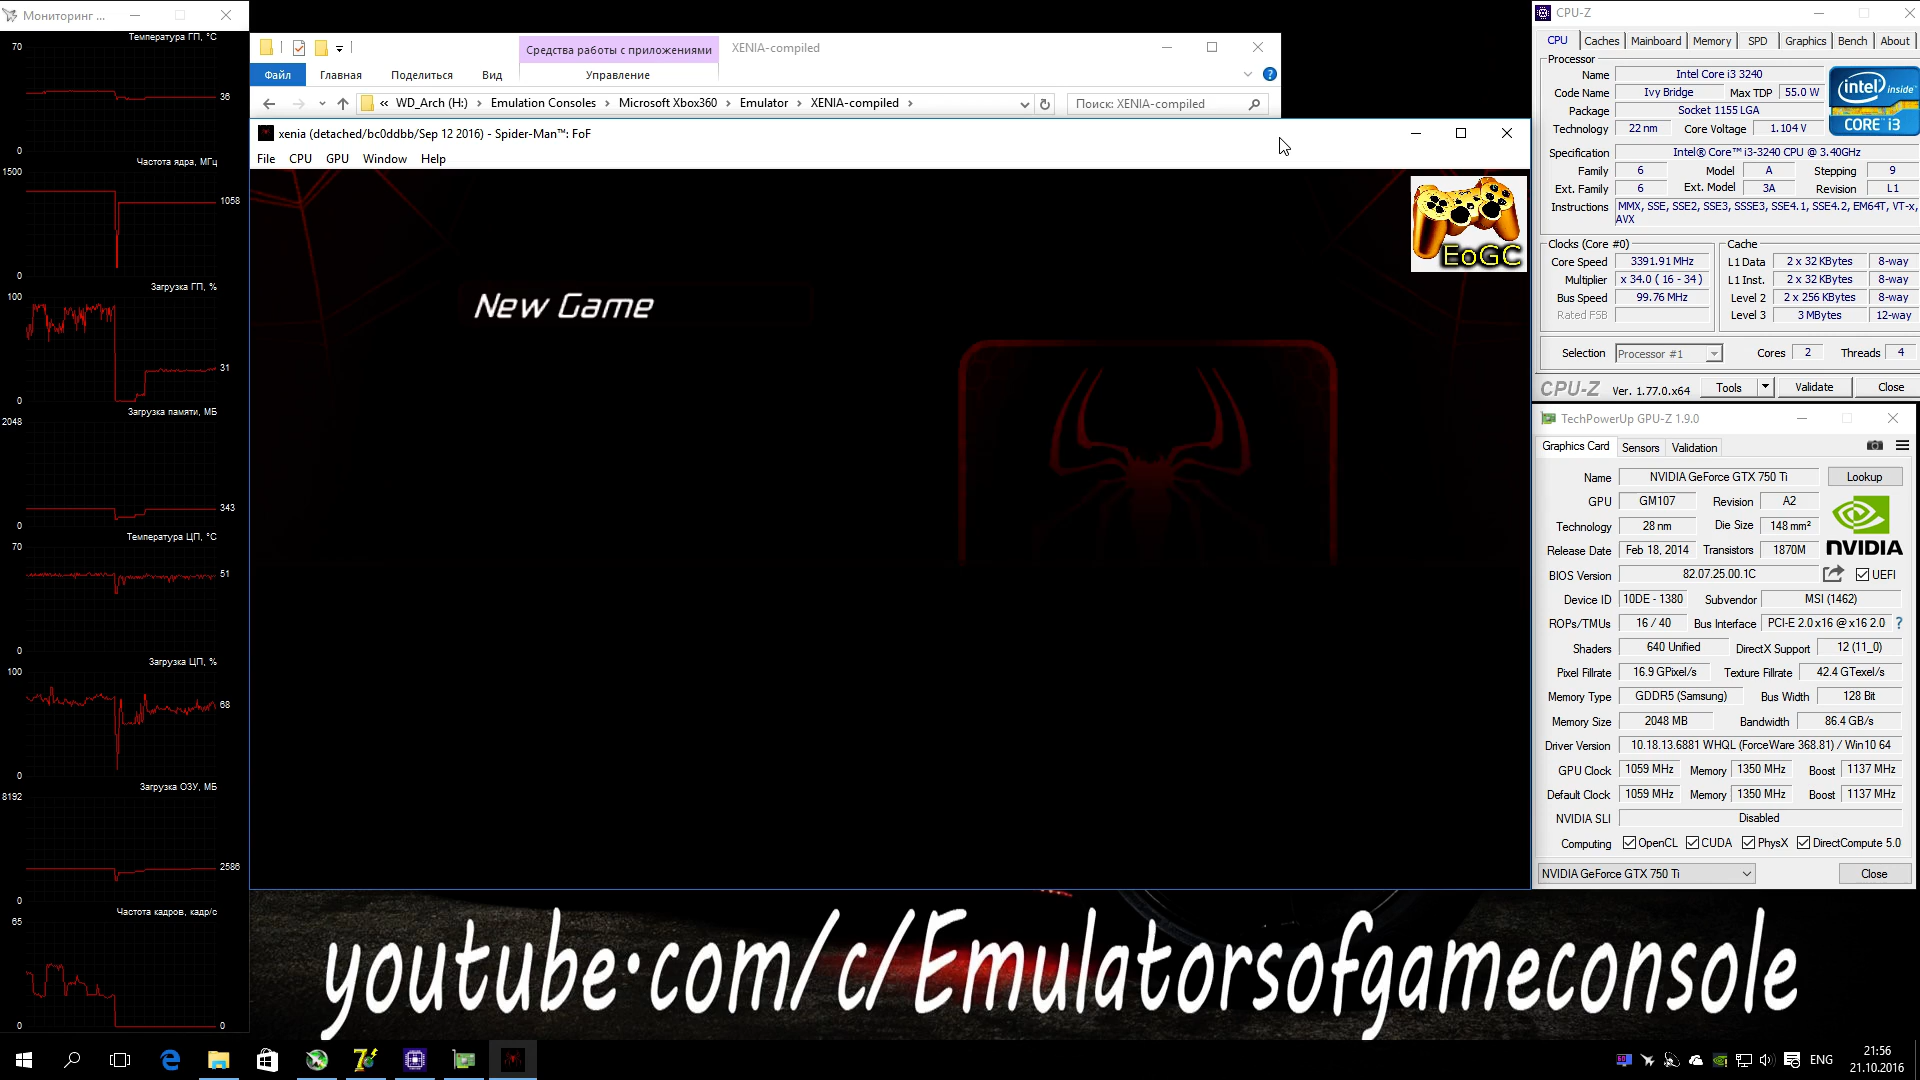 Мониторинг ...
Температура ГП, °C
70
36
0
Частота ядра, МГц
1500
1058
0
Загрузка ГП, %
100
31
0
Загрузка памяти, МБ
2048
343
0
Температура ЦП, °C
70
51
0
Загрузка ЦП, %
100
68
0
Загрузка ОЗУ, МБ
8192
2586
0
Частота кадров, кадр/с
65
0
0
Средства работы с приложениями
XENIA-compiled
Файл Главная Поделиться Вид Управление
« WD_Arch (H:) › Emulation Consoles › Microsoft Xbox360 › Emulator › XENIA-compiled ›
Поиск: XENIA-compiled
xenia (detached/bc0ddbb/Sep 12 2016) - Spider-Man™: FoF
File CPU GPU Window Help
EoGC
New Game
CPU-Z
CPU Caches Mainboard Memory SPD Graphics Bench About
Processor
Name Intel Core i3 3240
Code Name Ivy Bridge Max TDP 55.0 W
Package Socket 1155 LGA
Technology 22 nm Core Voltage 1.104 V
intel inside™
CORE i3
Specification Intel® Core™ i3-3240 CPU @ 3.40GHz
Family 6 Model A Stepping 9
Ext. Family 6 Ext. Model 3A Revision L1
Instructions MMX, SSE, SSE2, SSE3, SSSE3, SSE4.1, SSE4.2, EM64T, VT-x,
AVX
Clocks (Core #0)
Core Speed 3391.91 MHz
Multiplier x 34.0 ( 16 - 34 )
Bus Speed 99.76 MHz
Rated FSB
Cache
L1 Data 2 x 32 KBytes 8-way
L1 Inst. 2 x 32 KBytes 8-way
Level 2 2 x 256 KBytes 8-way
Level 3 3 MBytes 12-way
Selection Processor #1 Cores 2 Threads 4
CPU-Z Ver. 1.77.0.x64 Tools Validate Close
TechPowerUp GPU-Z 1.9.0
Graphics Card Sensors Validation
Name NVIDIA GeForce GTX 750 Ti Lookup
GPU GM107 Revision A2
Technology 28 nm Die Size 148 mm²
Release Date Feb 18, 2014 Transistors 1870M
NVIDIA
BIOS Version 82.07.25.00.1C UEFI
Device ID 10DE - 1380 Subvendor MSI (1462)
ROPs/TMUs 16 / 40 Bus Interface PCI-E 2.0 x16 @ x16 2.0 ?
Shaders 640 Unified DirectX Support 12 (11_0)
Pixel Fillrate 16.9 GPixel/s Texture Fillrate 42.4 GTexel/s
Memory Type GDDR5 (Samsung) Bus Width 128 Bit
Memory Size 2048 MB Bandwidth 86.4 GB/s
Driver Version 10.18.13.6881 WHQL (ForceWare 368.81) / Win10 64
GPU Clock 1059 MHz Memory 1350 MHz Boost 1137 MHz
Default Clock 1059 MHz Memory 1350 MHz Boost 1137 MHz
NVIDIA SLI Disabled
Computing OpenCL CUDA PhysX DirectCompute 5.0
NVIDIA GeForce GTX 750 Ti Close
youtube.com/c/Emulatorsofgameconsole
ENG
21:56
21.10.2016